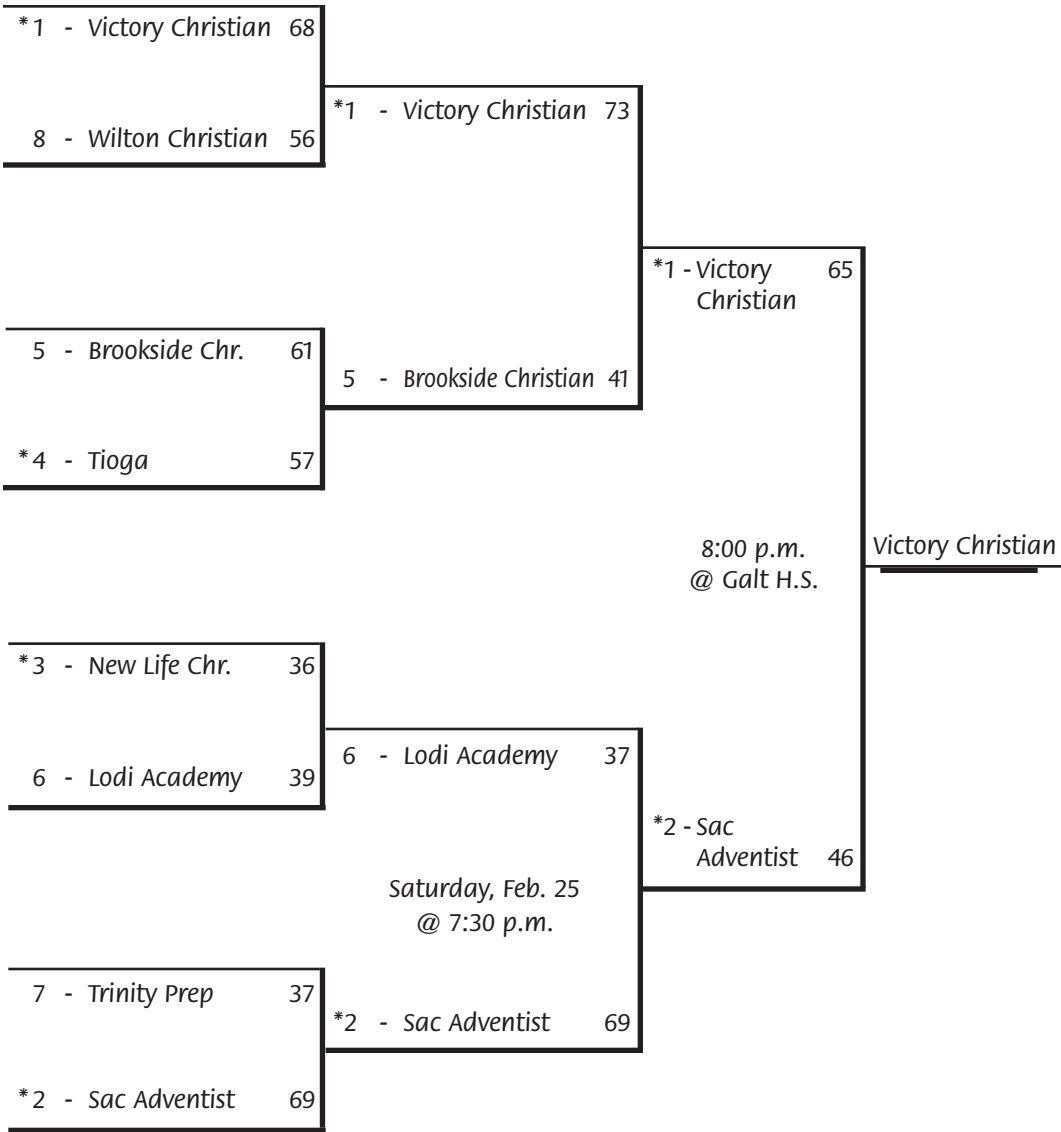 *1 - Victory Christian 68
8 - Wilton Christian 56
5 - Brookside Chr. 61
*4 - Tioga 57
*3 - New Life Chr. 36
6 - Lodi Academy 39
7 - Trinity Prep 37
*2 - Sac Adventist 69
*1 - Victory Christian 73
5 - Brookside Christian 41
6 - Lodi Academy 37
Saturday, Feb. 25
@ 7:30 p.m.
*2 - Sac Adventist 69
*1 - Victory 65
Christian
8:00 p.m.
@ Galt H.S.
*2 - Sac
Adventist 46
Victory Christian